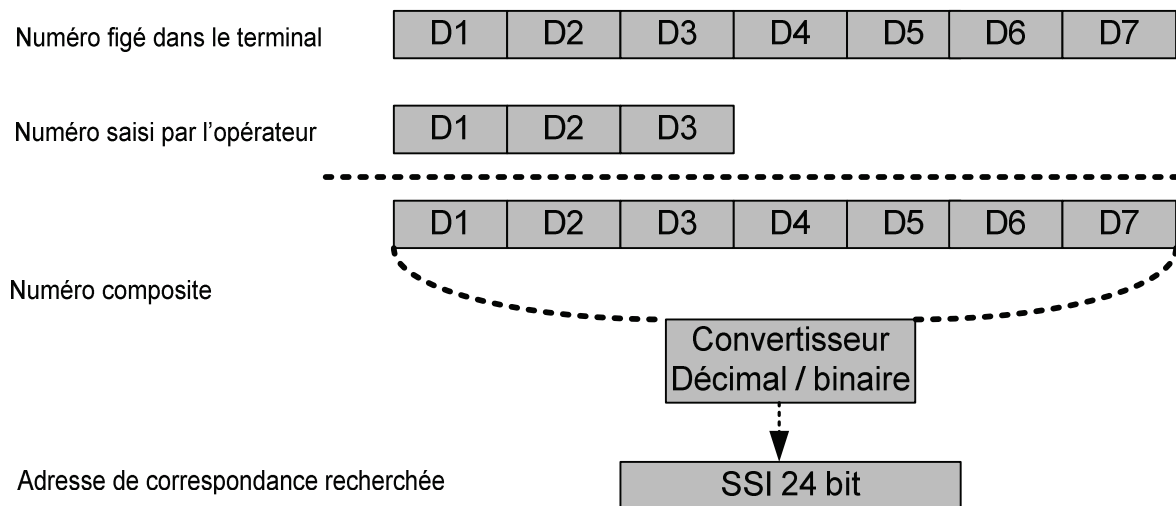 Numéro figé dans le terminal D1 D2 D3 D4 D5 D6 D7
Numéro saisi par l'opérateur D1 D2 D3
D1 D2 D3 D4 D5 D6 D7
Numéro composite
Convertisseur
Décimal / binaire
Adresse de correspondance recherchée SSI 24 bit